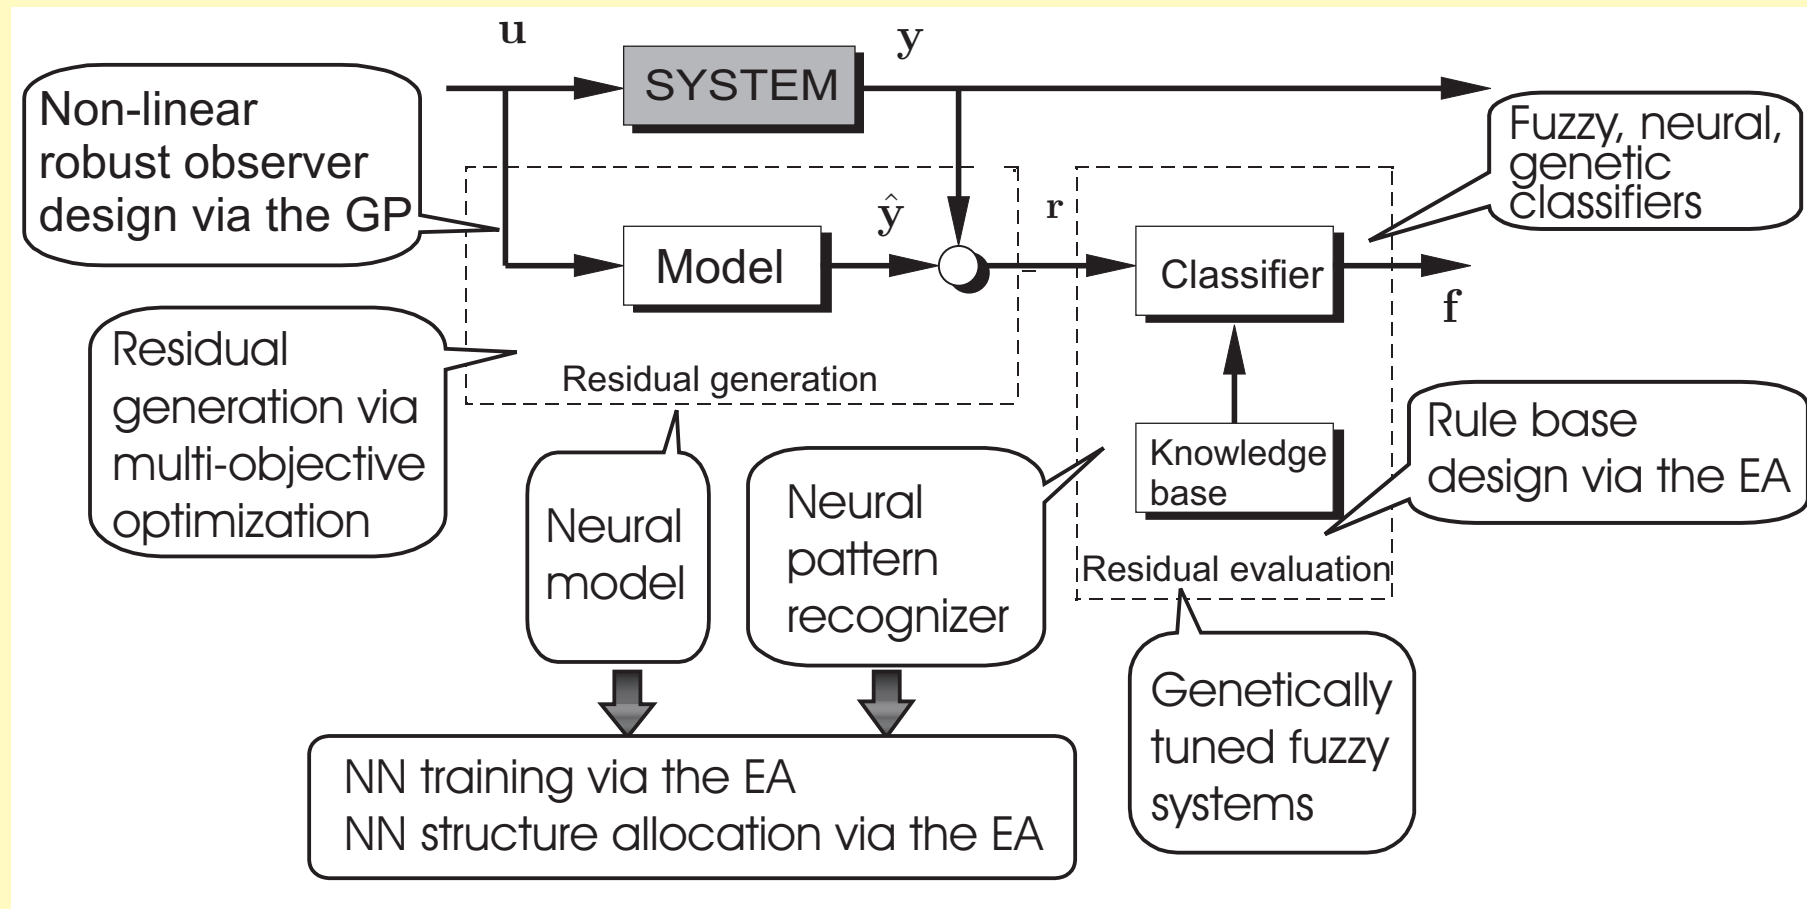 u
y
SYSTEM
Non-linear
robust observer
design via the GP
Fuzzy, neural,
genetic
classifiers
ŷ
r
Model
–
Classifier
f
Residual
generation via
multi-objective
optimization
Residual generation
Knowledge
base
Rule base
design via the EA
Neural
model
Neural
pattern
recognizer
Residual evaluation
Genetically
tuned fuzzy
systems
NN training via the EA
NN structure allocation via the EA